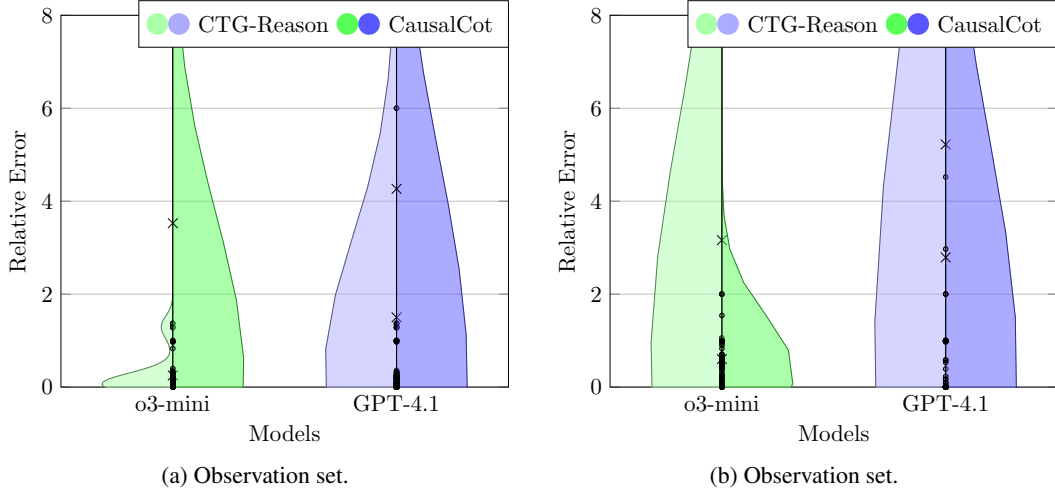 CTG-Reason CausalCot
8
6
4
2
0
Relative Error
o3-mini GPT-4.1
Models
(a) Observation set.
CTG-Reason CausalCot
8
6
4
2
0
Relative Error
o3-mini GPT-4.1
Models
(b) Observation set.